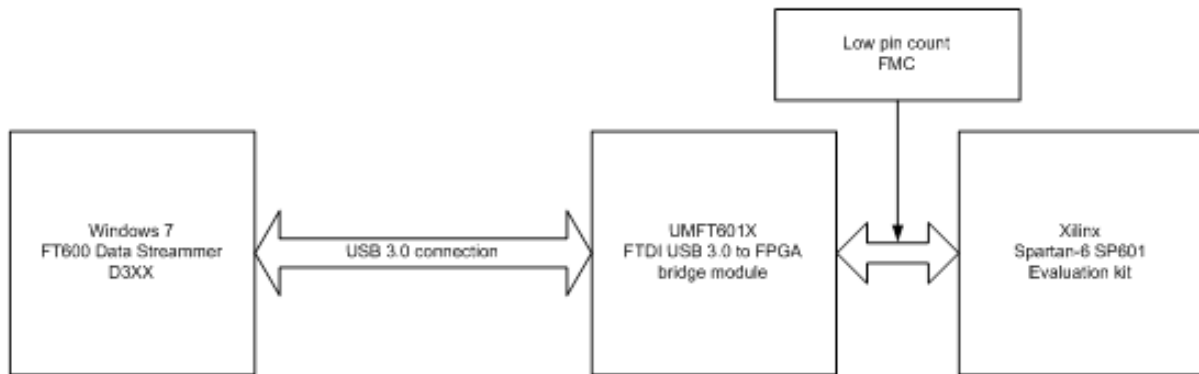 Low pin count
FMC
Windows 7
FT600 Data Streammer
D3XX
USB 3.0 connection
UMFT601X
FTDI USB 3.0 to FPGA
bridge module
Xilinx
Spartan-6 SP601
Evaluation kit